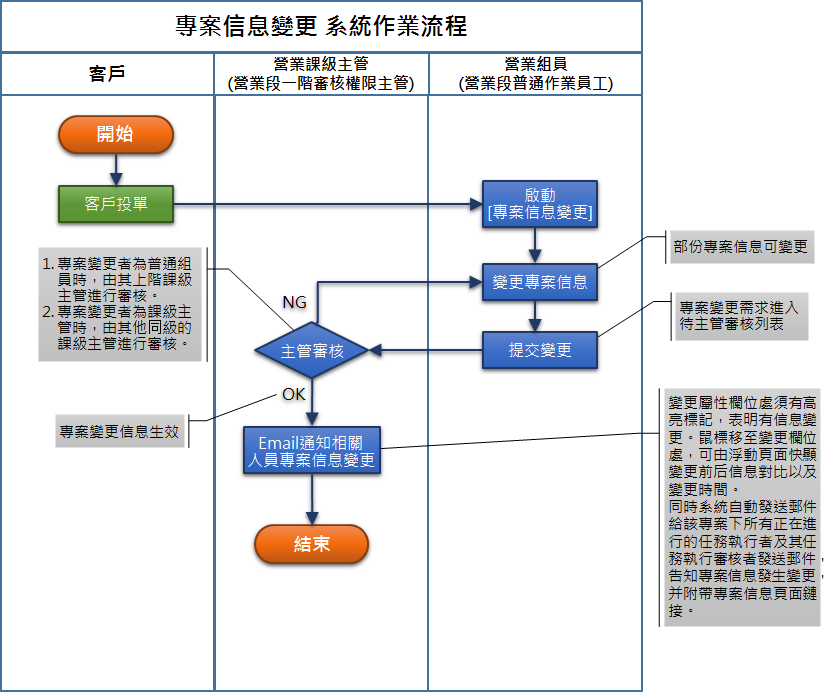 專案信息變更 系統作業流程
客戶
營業課級主管
(營業段一階審核權限主管)
營業組員
(營業段普通作業員工)
開始
客戶投單
啟動
[專案信息變更]
部份專案信息可變更
變更專案信息
1. 專案變更者為普通組
員時，由其上階課級
主管進行審核。
2. 專案變更者為課級主
管時，由其他同級的
課級主管進行審核。
NG
專案變更需求進入
待主管審核列表
主管審核
提交變更
OK
專案變更信息生效
Email通知相關
人員專案信息變更
變更屬性欄位處須有高
亮標記，表明有信息變
更。鼠標移至變更欄位
處，可由浮動頁面快顯
變更前后信息對比以及
變更時間。
同時系統自動發送郵件
給該專案下所有正在進
行的任務執行者及其任
務執行審核者發送郵件，
告知專案信息發生變更，
并附帶專案信息頁面鏈
接。
結束